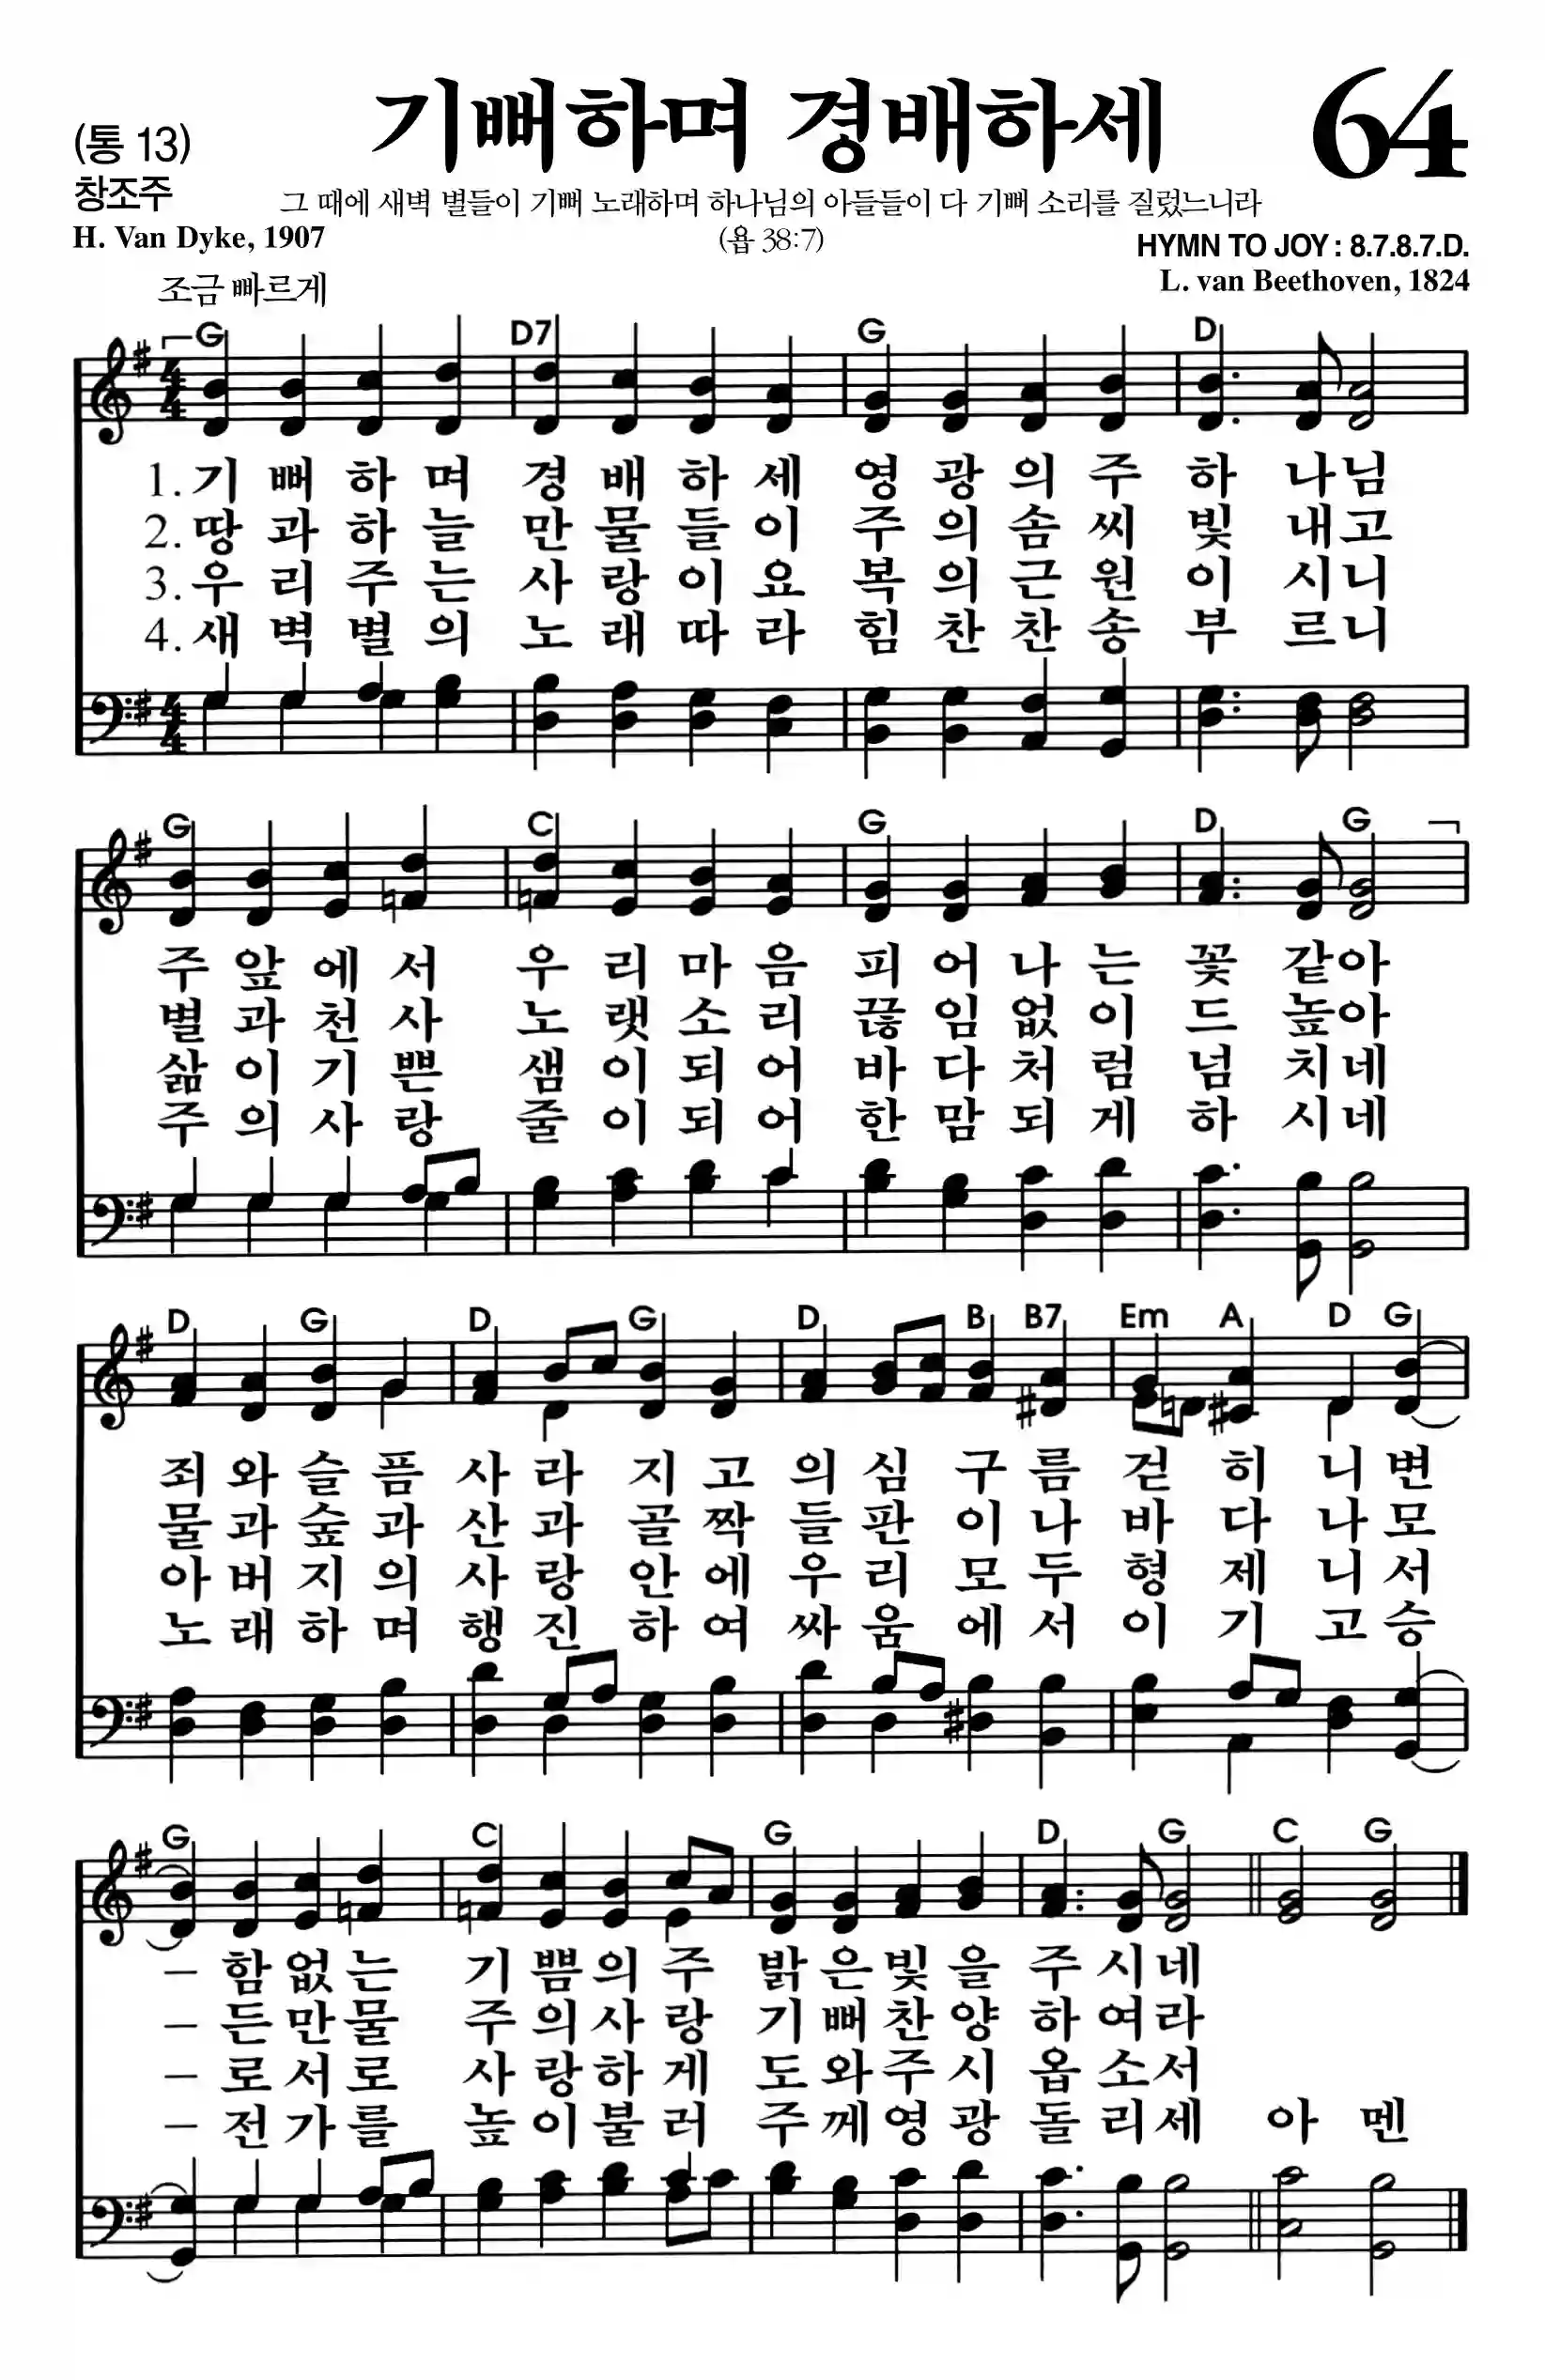 (통 13)
기뻐하며 경배하세
64
창조주
그 때에 새벽 별들이 기뻐 노래하며 하나님의 아들들이 다 기뻐 소리를 질렀느니라
H. Van Dyke, 1907
(욥 38:7)
HYMN TO JOY : 8.7.8.7.D.
L. van Beethoven, 1824
조금 빠르게
G D7 G D
4 4
1. 기 뻐 하 며 경 배 하 세 영 광 의 주 하 나 님
2. 땅 과 하 늘 만 물 들 이 주 의 솜 씨 빛 내 고
3. 우 리 주 는 사 랑 이 요 복 의 근 원 이 시 니
4. 새 벽 별 의 노 래 따 라 힘 찬 찬 송 부 르 니
4 4
G C G D G
주 앞 에 서 우 리 마 음 피 어 나 는 꽃 같 아
별 과 천 사 노 랫 소 리 끊 임 없 이 드 높 아
삶 이 기 쁜 샘 이 되 어 바 다 처 럼 넘 치 네
주 의 사 랑 줄 이 되 어 한 맘 되 게 하 시 네
D G D G D B B7 Em A D G
죄 와 슬 픔 사 라 지 고 의 심 구 름 걷 히 니 변
물 과 숲 과 산 과 골 짝 들 판 이 나 바 다 나 모
아 버 지 의 사 랑 안 에 우 리 모 두 형 제 니 서
노 래 하 며 행 진 하 여 싸 움 에 서 이 기 고 승
G C G D G C G
– 함 없 는 기 쁨 의 주 밝 은 빛 을 주 시 네
– 든 만 물 주 의 사 랑 기 뻐 찬 양 하 여 라
– 로 서 로 사 랑 하 게 도 와 주 시 옵 소 서
– 전 가 를 높 이 불 러 주 께 영 광 돌 리 세 아 멘